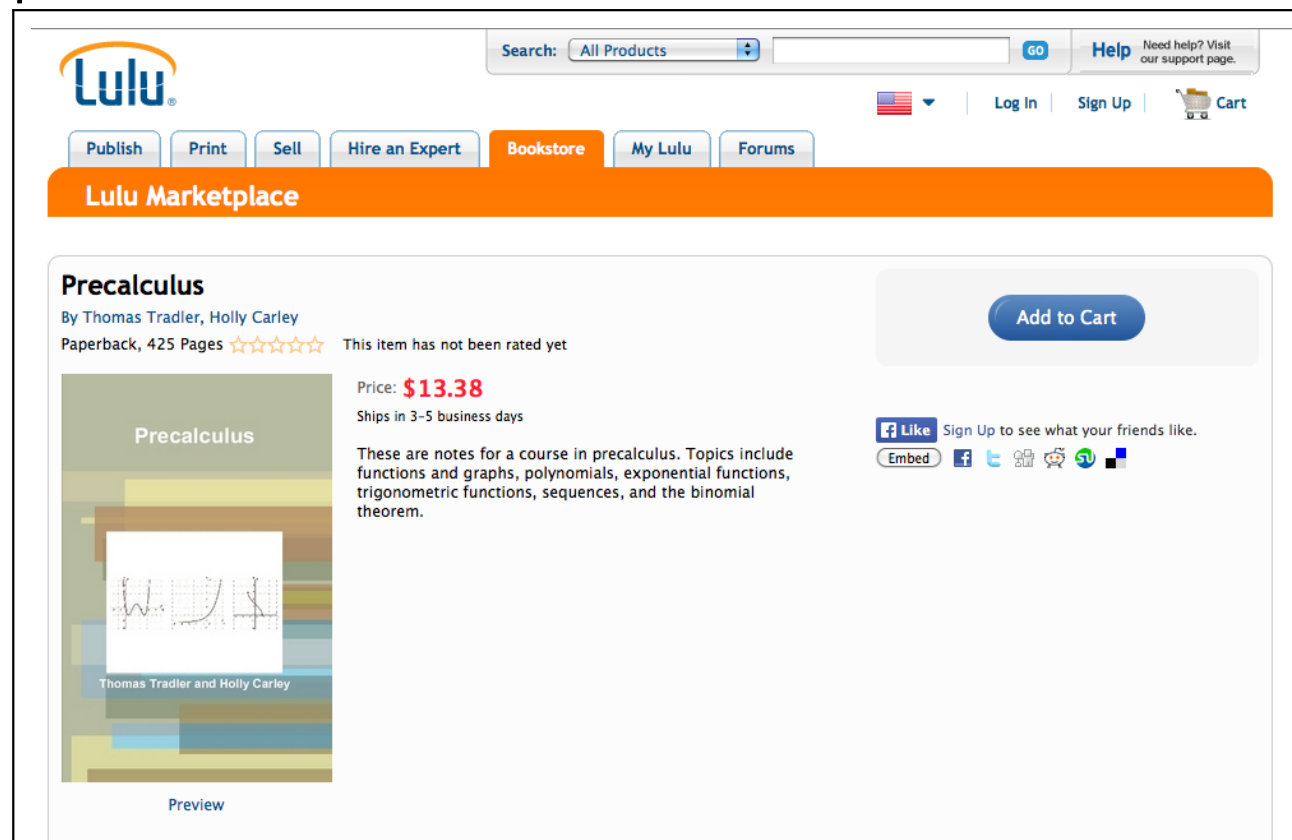 Lulu®
Search: All Products GO
Help Need help? Visit
our support page.
Log In Sign Up Cart
Publish Print Sell Hire an Expert Bookstore My Lulu Forums
Lulu Marketplace
Precalculus
By Thomas Tradler, Holly Carley
Paperback, 425 Pages This item has not been rated yet
Add to Cart
Price: $13.38
Ships in 3-5 business days
These are notes for a course in precalculus. Topics include
functions and graphs, polynomials, exponential functions,
trigonometric functions, sequences, and the binomial
theorem.
Like Sign Up to see what your friends like.
Embed
Precalculus
Thomas Tradler and Holly Carley
Preview